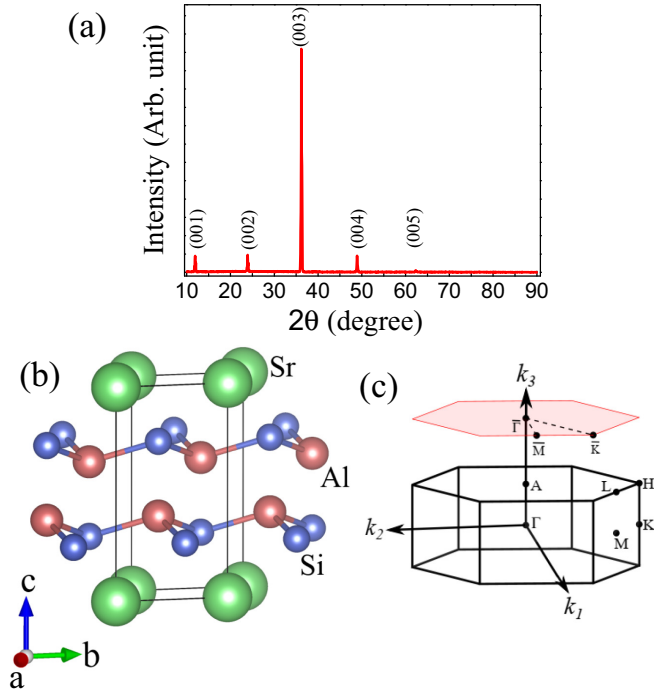 (a)
Intensity (Arb. unit)
(001)
(002)
(003)
(004)
(005)
10 20 30 40 50 60 70 80 90
2θ (degree)
(b)
Sr
Al
Si
c
b
a
(c)
k3
Γ̅
M̅
K̅
A
L
H
Γ
K
M
k2
k1